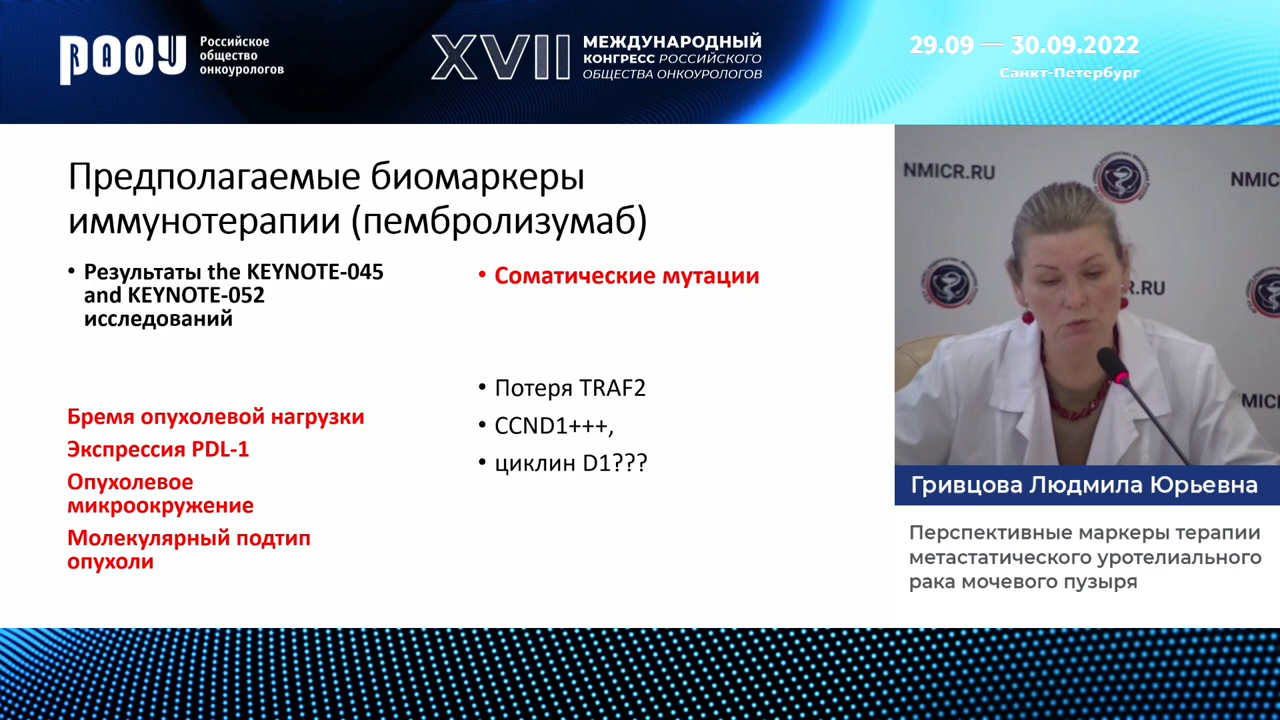 РООУ
RAOU
Российское
общество
онкоурологов
XVII
МЕЖДУНАРОДНЫЙ
КОНГРЕСС РОССИЙСКОГО
ОБЩЕСТВА ОНКОУРОЛОГОВ
29.09 — 30.09.2022
Санкт-Петербург
Предполагаемые биомаркеры
иммунотерапии (пембролизумаб)
• Результаты the KEYNOTE-045
and KEYNOTE-052
исследований
Бремя опухолевой нагрузки
Экспрессия PDL-1
Опухолевое
микроокружение
Молекулярный подтип
опухоли
• Соматические мутации
• Потеря TRAF2
• CCND1+++,
• циклин D1???
NMICR.RU
NMICR
R.RU
MICR
Гривцова Людмила Юрьевна
Перспективные маркеры терапии
метастатического уротелиального
рака мочевого пузыря